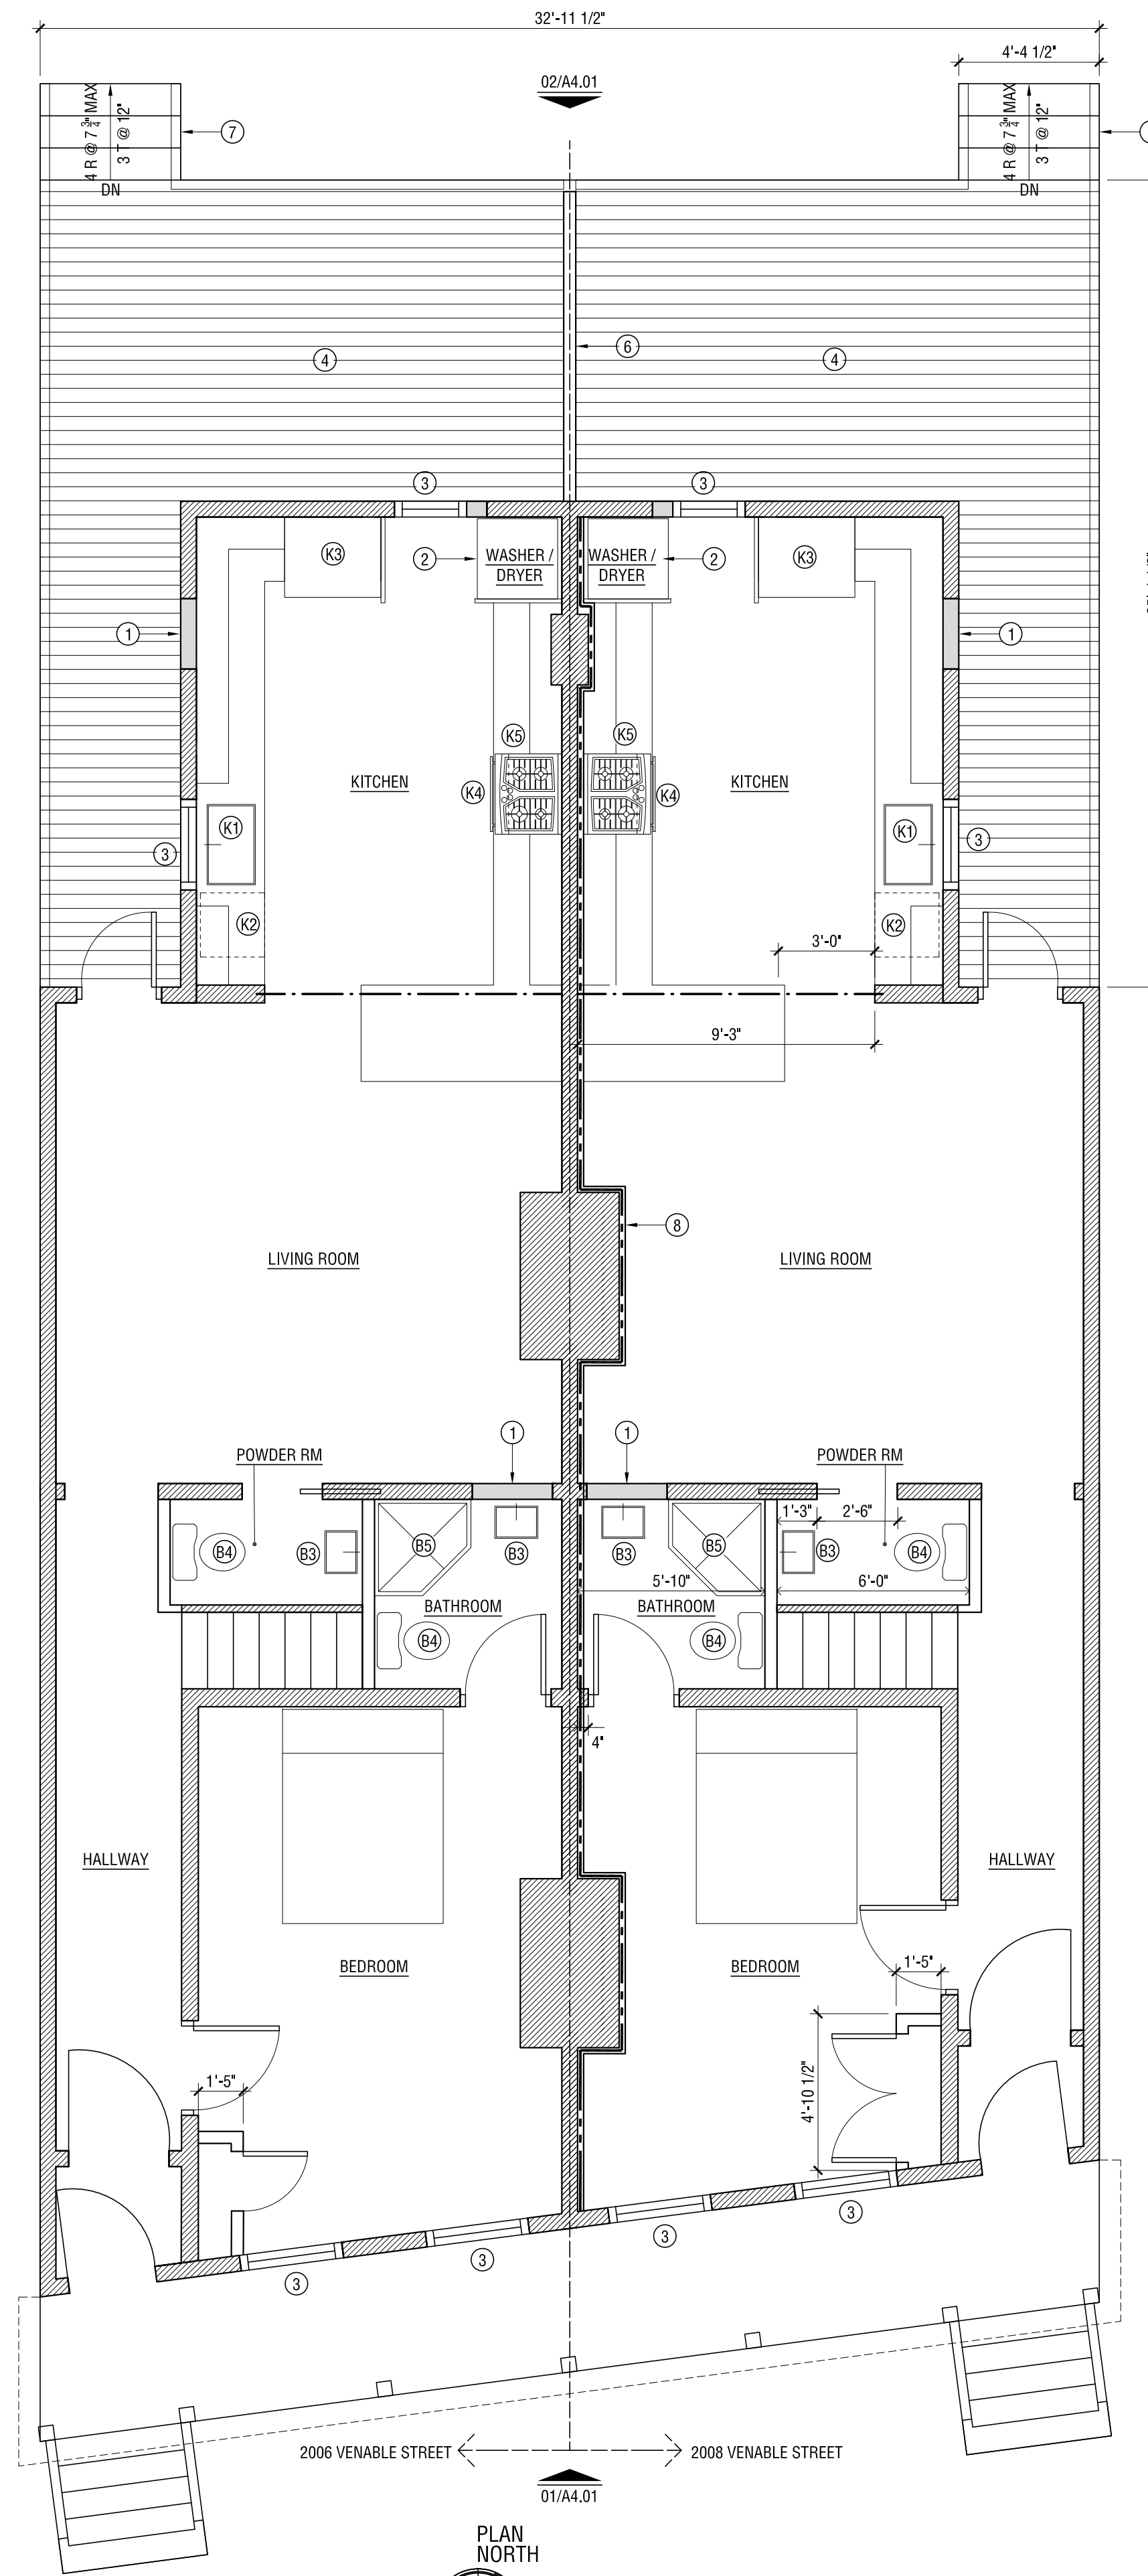 32'-11 1/2"
4'-4 1/2"
02/A4.01
4 R @ 7 3/4" MAX
3 T @ 12"
DN
7
4 R @ 7 3/4" MAX
3 T @ 12"
DN
6
4
4
3
3
K3
2
WASHER /
DRYER
WASHER /
DRYER
2
K3
1
1
K5
K5
KITCHEN
KITCHEN
K4
K4
K1
K1
3
3
K2
K2
3'-0"
9'-3"
8
LIVING ROOM
LIVING ROOM
1
1
POWDER RM
POWDER RM
1'-3"
2'-6"
B4
B3
B5
B3
B3
B5
B3
B4
5'-10"
6'-0"
BATHROOM
BATHROOM
B4
B4
4"
HALLWAY
HALLWAY
BEDROOM
BEDROOM
1'-5"
1'-5"
4'-10 1/2"
3
3
3
3
2006 VENABLE STREET
2008 VENABLE STREET
01/A4.01
PLAN
NORTH